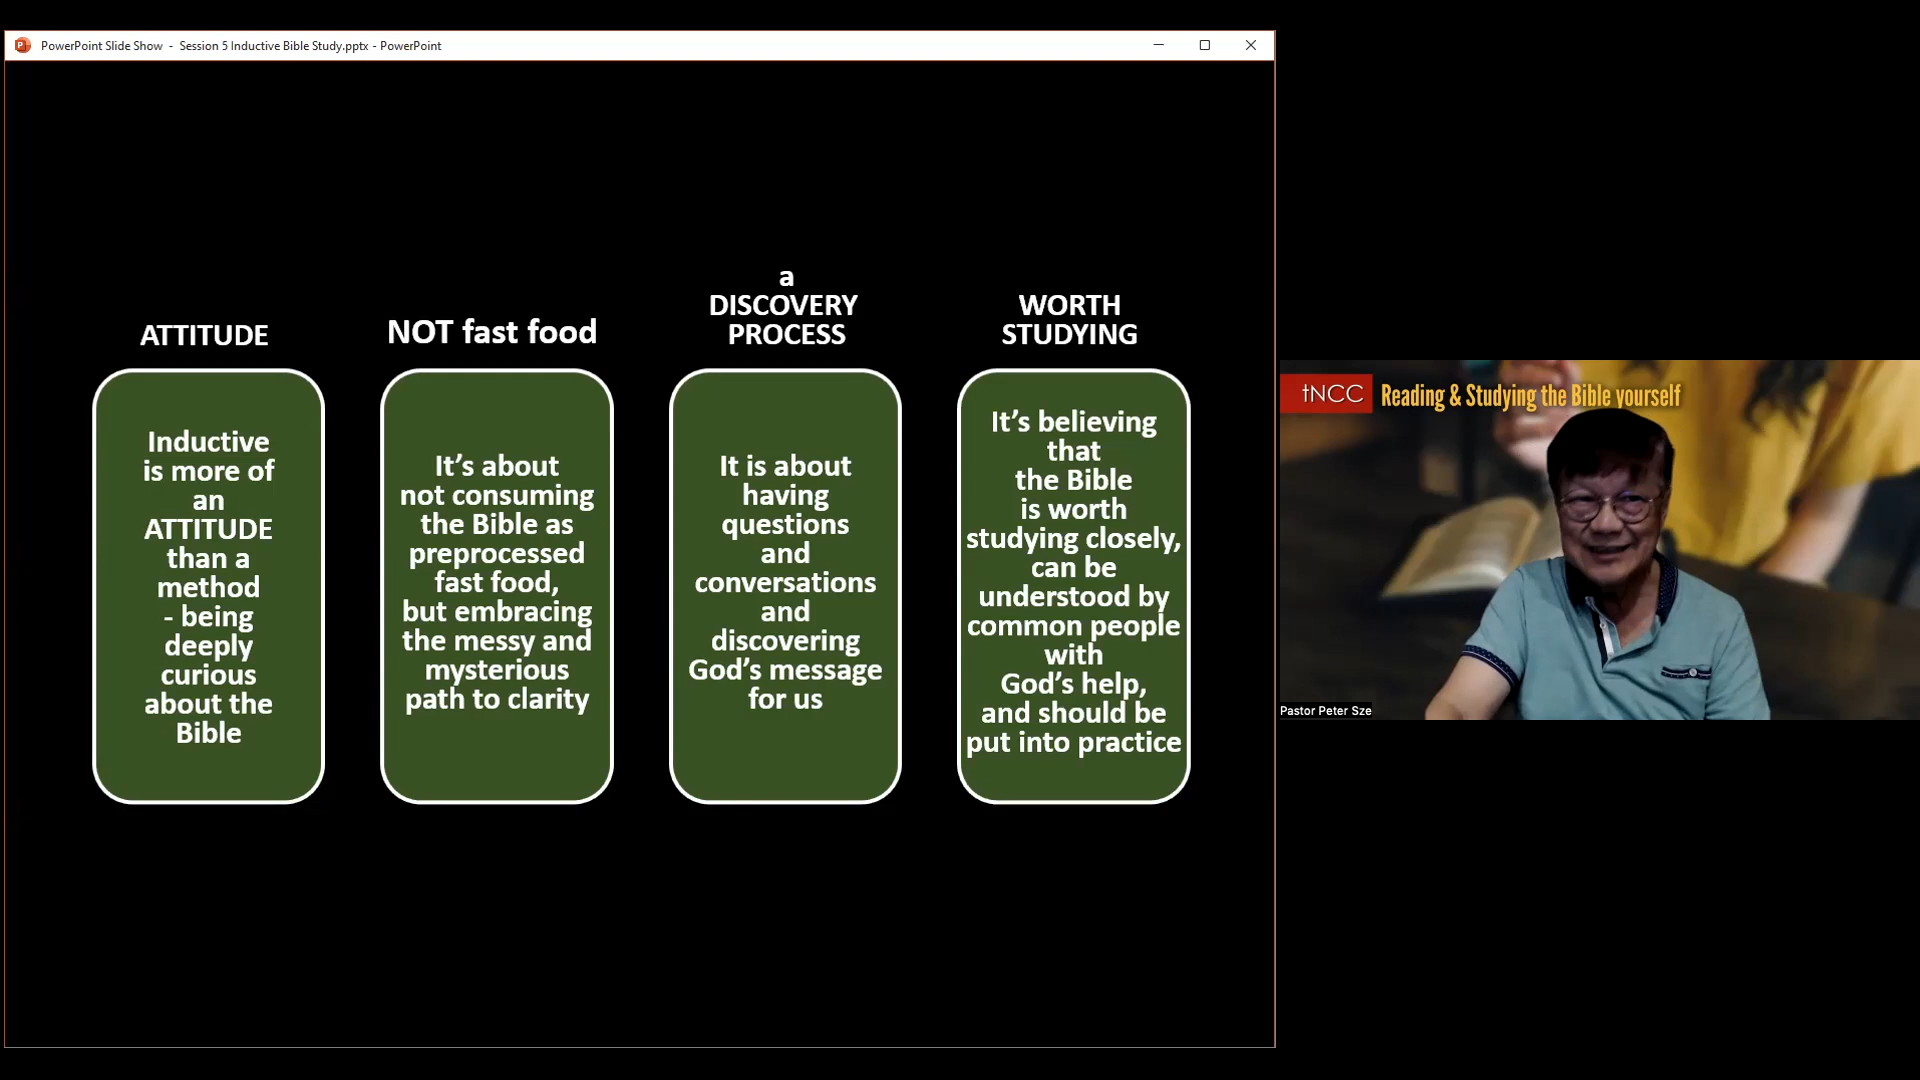 PowerPoint Slide Show - Session 5 Inductive Bible Study.pptx - PowerPoint
ATTITUDE
Inductive
is more of
an
ATTITUDE
than a
method
- being
deeply
curious
about the
Bible
NOT fast food
It’s about
not consuming
the Bible as
preprocessed
fast food,
but embracing
the messy and
mysterious
path to clarity
a
DISCOVERY
PROCESS
It is about
having
questions
and
conversations
and
discovering
God’s message
for us
WORTH
STUDYING
It’s believing
that
the Bible
is worth
studying closely,
can be
understood by
common people
with
God’s help,
and should be
put into practice
tNCC Reading & Studying the Bible yourself
Pastor Peter Sze